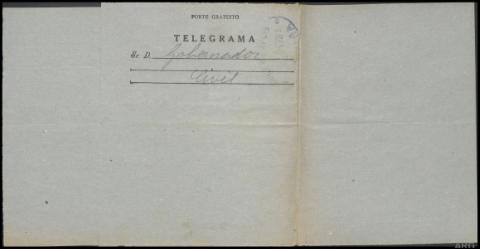 PORTE GRATUITO
TELEGRAMA
Sr. D. Gobernador
Civil